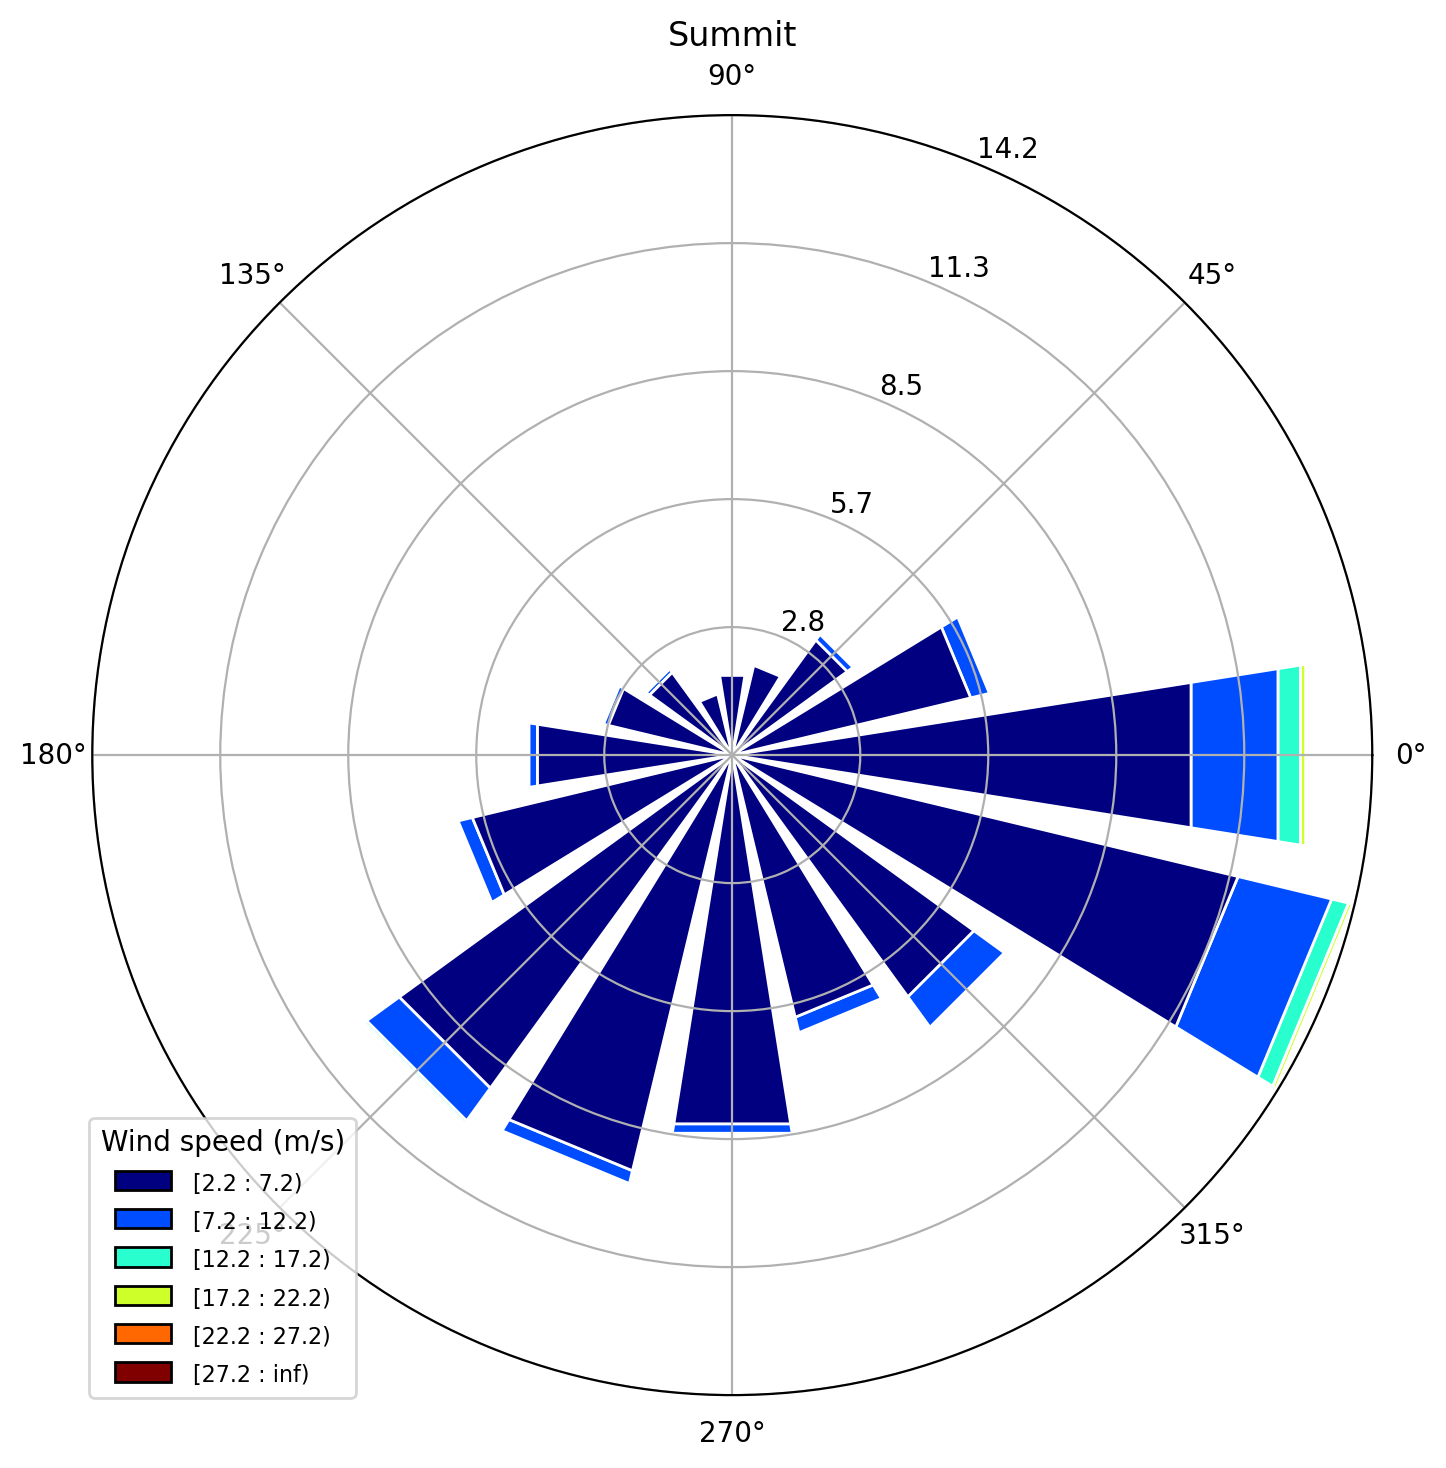 Summit
90°
14.2
11.3
135°
45°
8.5
5.7
2.8
180°
0°
Wind speed (m/s)
[2.2 : 7.2)
[7.2 : 12.2)
225°
315°
[12.2 : 17.2)
[17.2 : 22.2)
[22.2 : 27.2)
[27.2 : inf)
270°